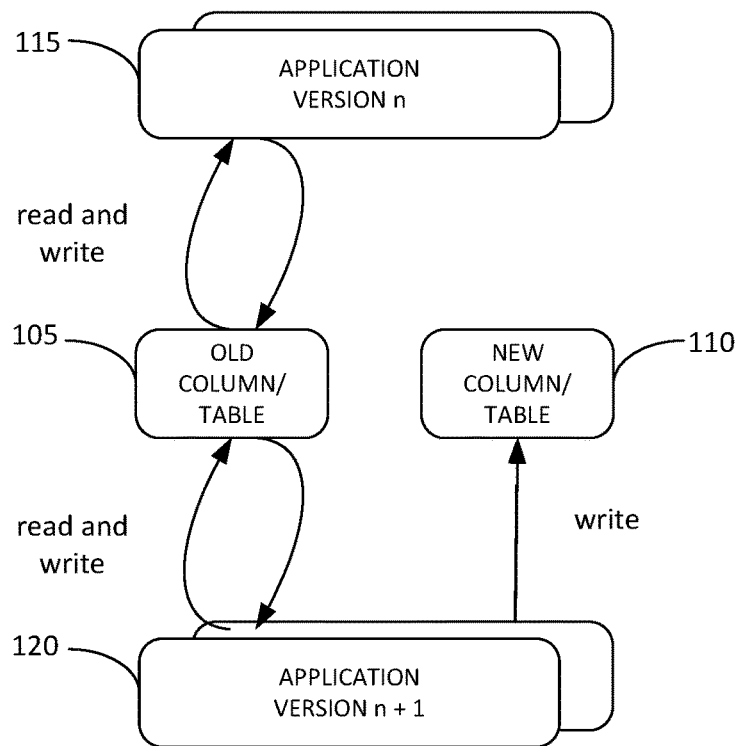 115
APPLICATION
VERSION n
read and
write
105
OLD
COLUMN/
TABLE
NEW
COLUMN/
TABLE
110
read and
write
write
120
APPLICATION
VERSION n + 1